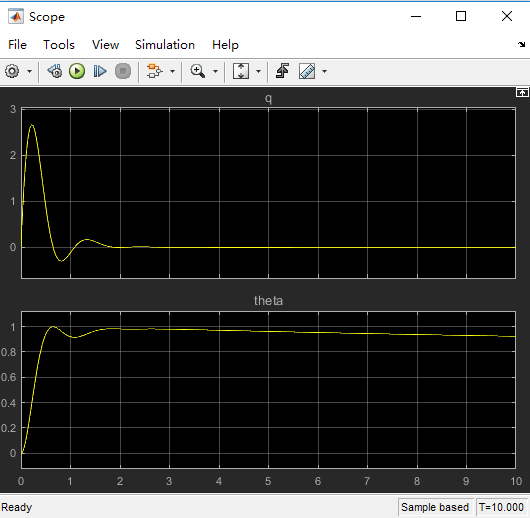 Scope
File Tools View Simulation Help
q
3
2
1
0
theta
1
0.8
0.6
0.4
0.2
0
0 1 2 3 4 5 6 7 8 9 10
Ready Sample based T=10.000